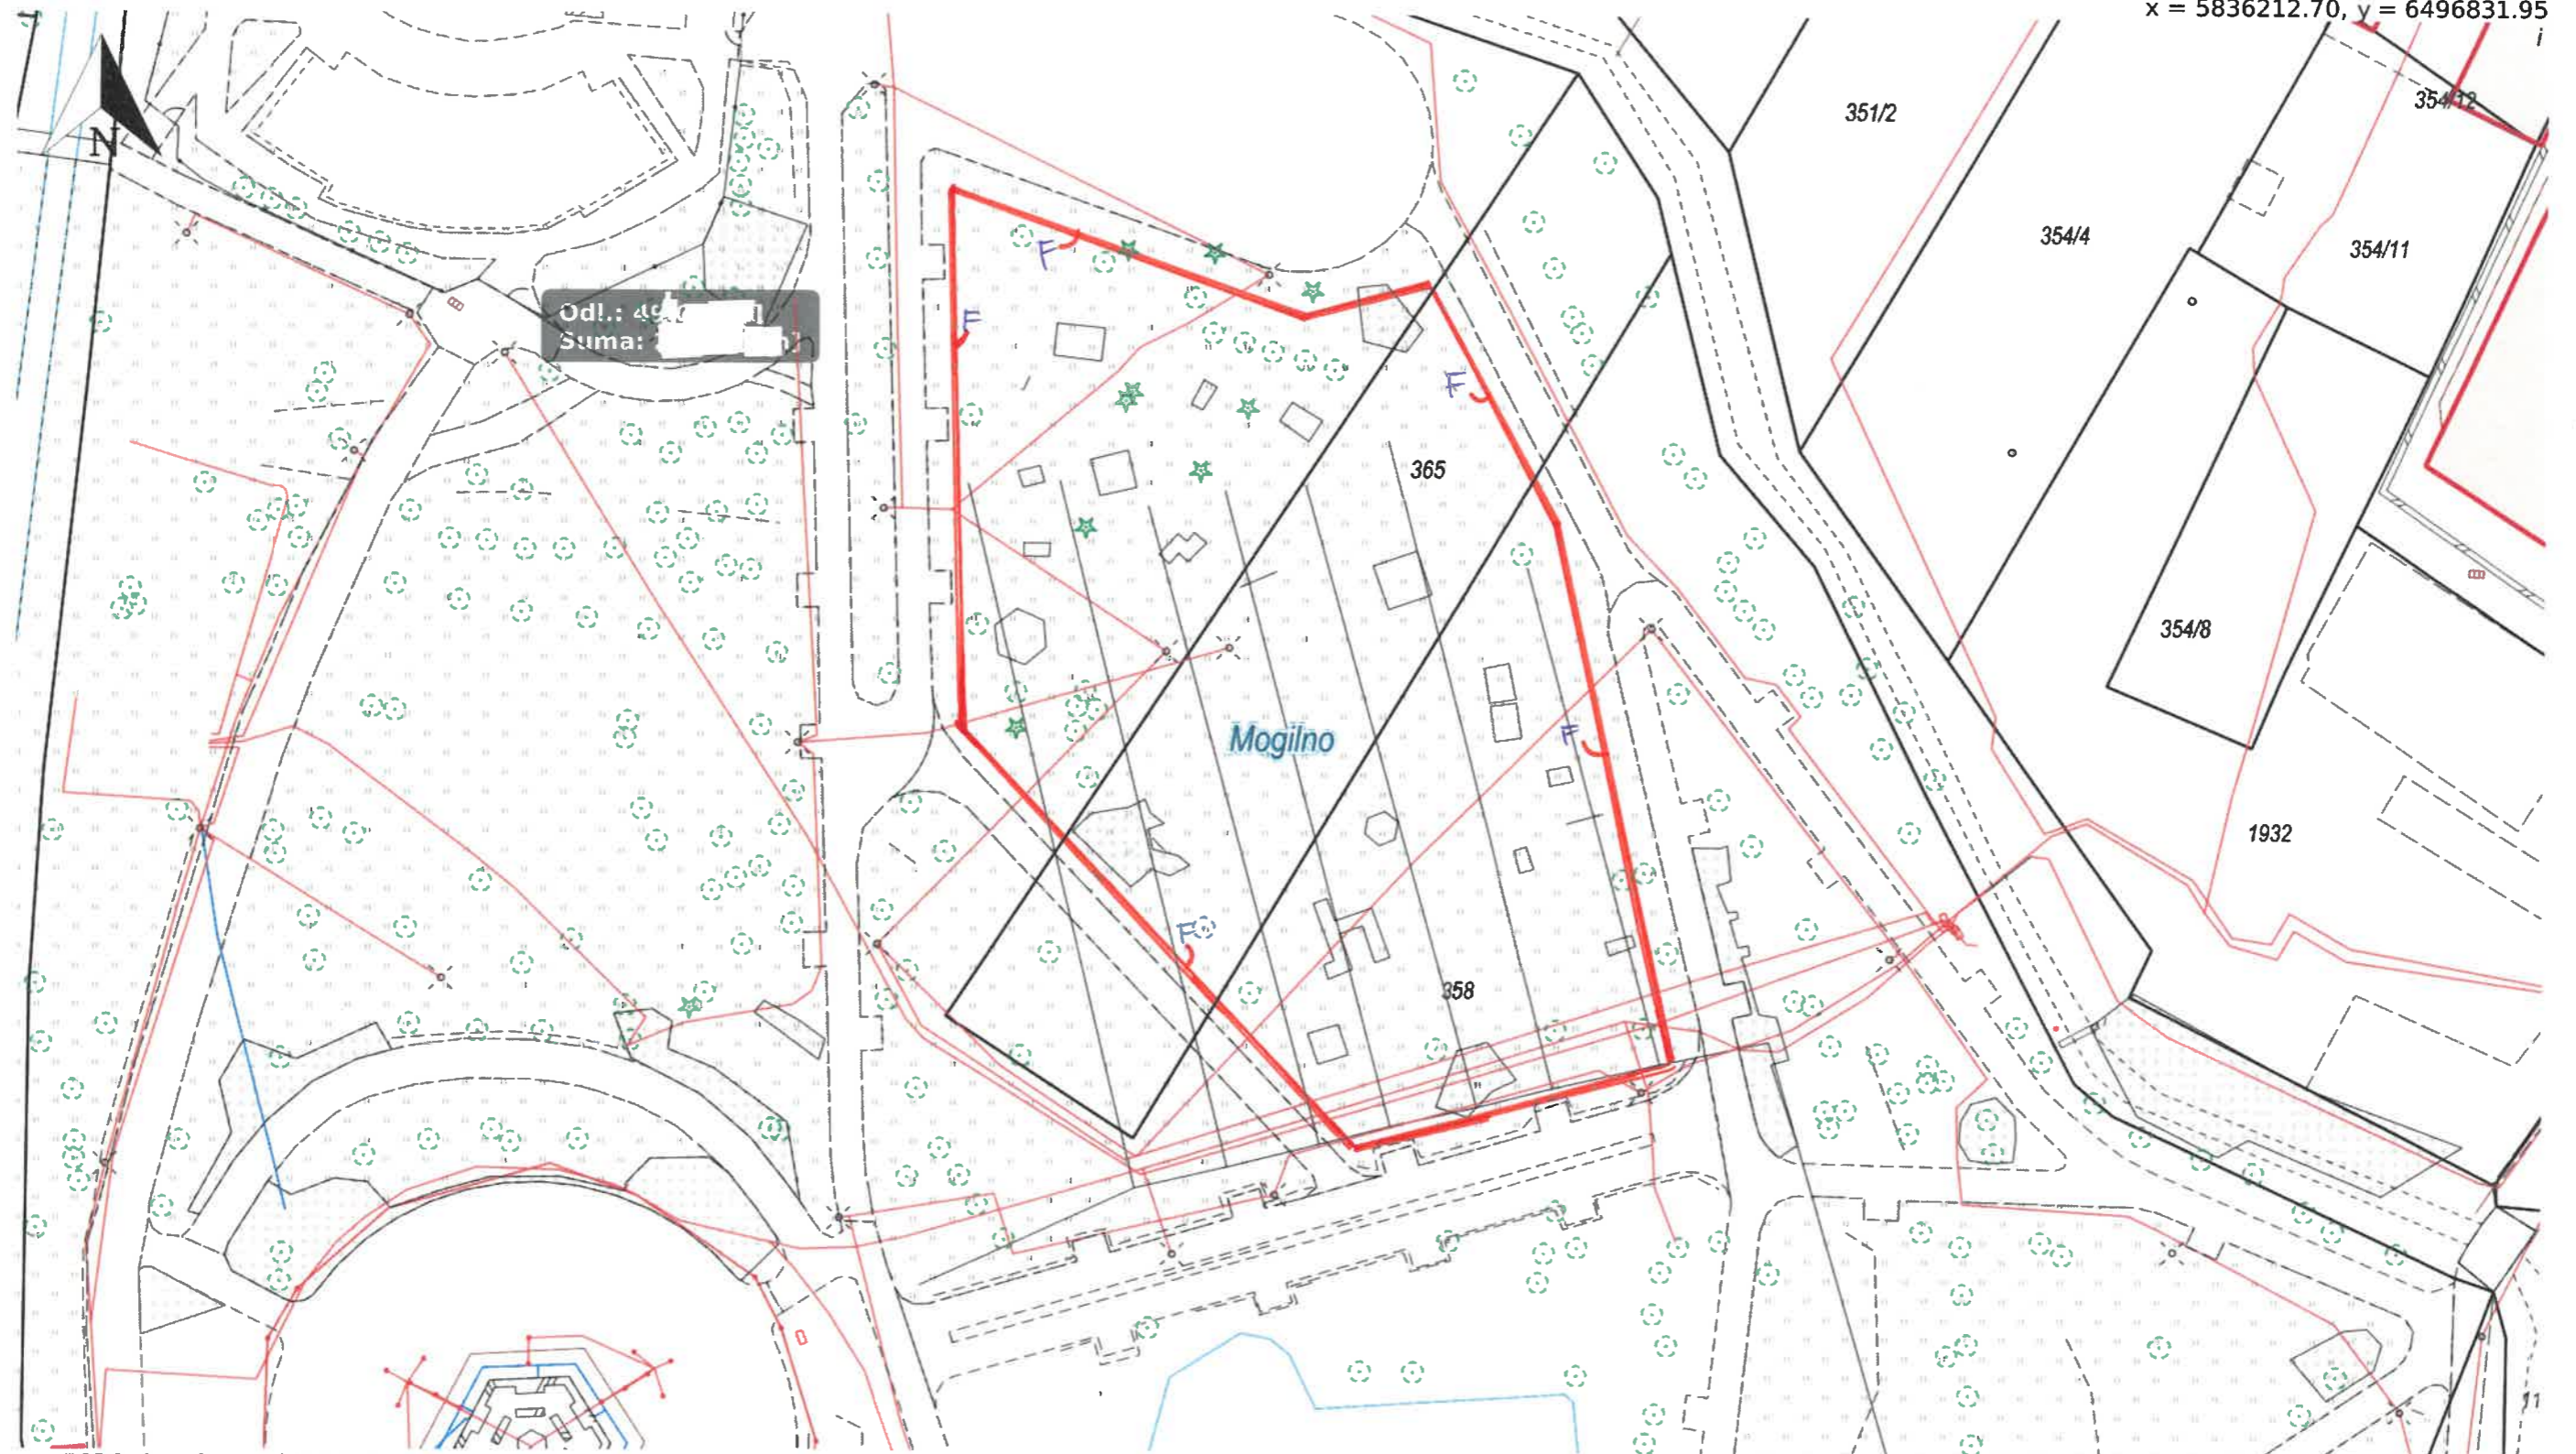 x = 5836212.70, y = 6496831.95
i
N
351/2
354/12
354/4
354/11
F
F
Odl.: 49
Suma:
F
365
354/8
Mogilno
F
1932
F
358
11